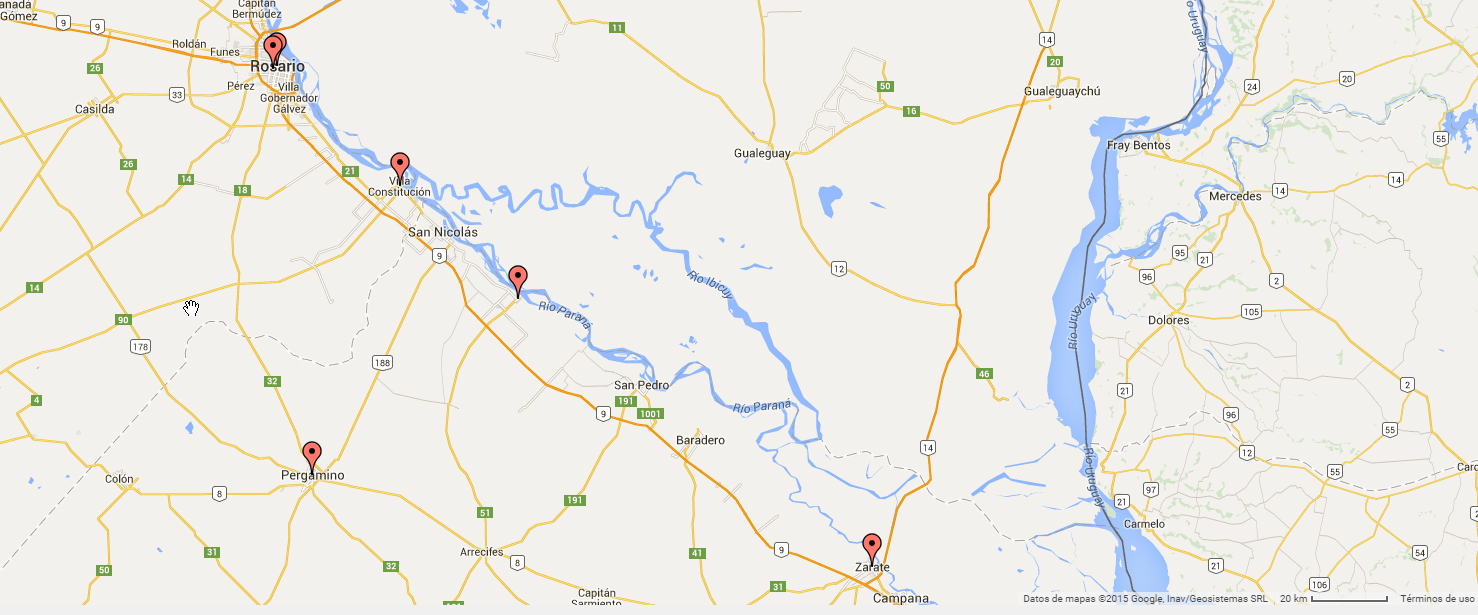 anada
Gómez
9
9
Capitán
Bermúdez
11
14
20
Río Uruguay
Roldán
Funes
Rosario
26
Pérez
Villa
Gobernador
Gálvez
33
Casilda
50
16
Gualeguaychú
24
20
55
Gualeguay
Fray Bentos
26
14
18
21
Villa
Constitución
14
14
Mercedes
San Nicolás
9
12
95
21
96
2
Río Ibicuy
14
90
178
Río Paraná
Río Uruguay
105
Dolores
188
32
46
4
San Pedro
191
1001
9
Río Paraná
21
2
96
55
Baradero
14
12
Pergamino
Colón
8
Río Uruguay
55
Carc
97
21
2
191
51
Carmelo
31
Arrecifes
8
41
9
Zarate
54
50
32
31
21
106
Capitán
Sarmiento
Campana
Datos de mapas ©2015 Google, Inav/Geosistemas SRL
20 km
Términos de uso